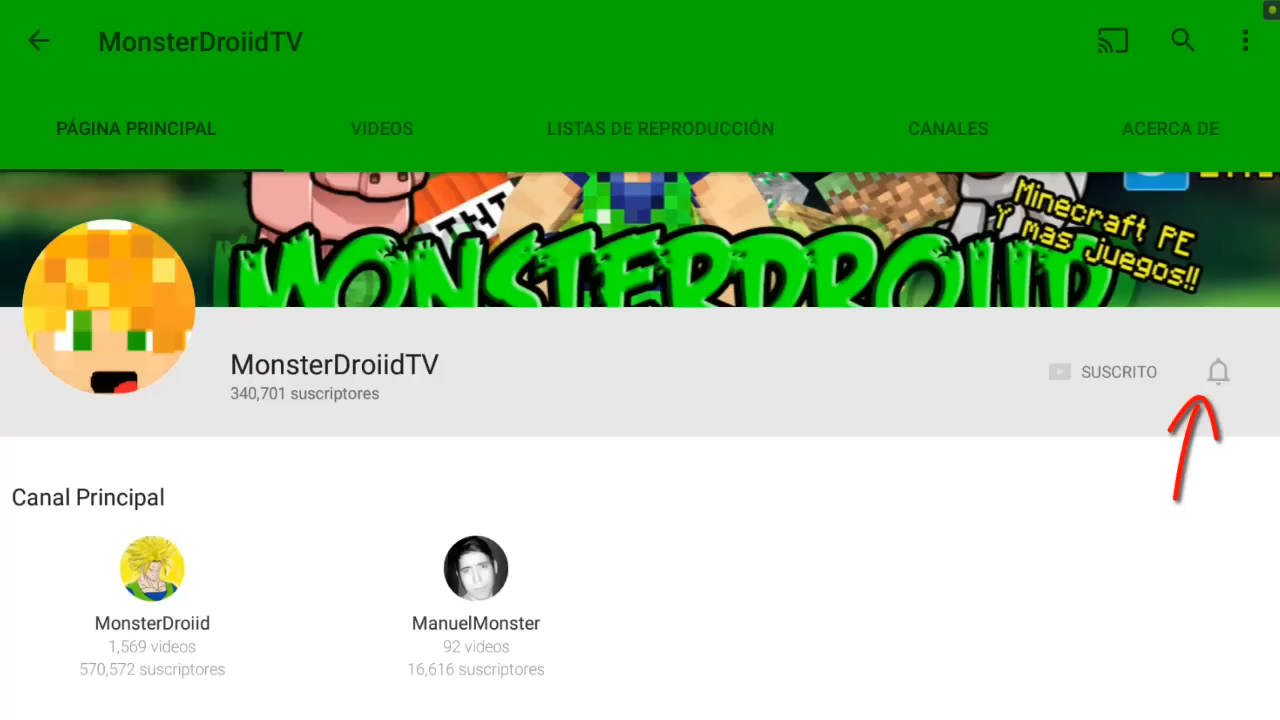 MonsterDroiidTV
PÁGINA PRINCIPAL VIDEOS LISTAS DE REPRODUCCIÓN CANALES ACERCA DE
TNT
Minecraft PE
Y mas juegos!!
MONSTERDROIID
MonsterDroiidTV
340,701 suscriptores
SUSCRITO
Canal Principal
MonsterDroiid ManuelMonster
1,569 videos 92 videos
570,572 suscriptores 16,616 suscriptores